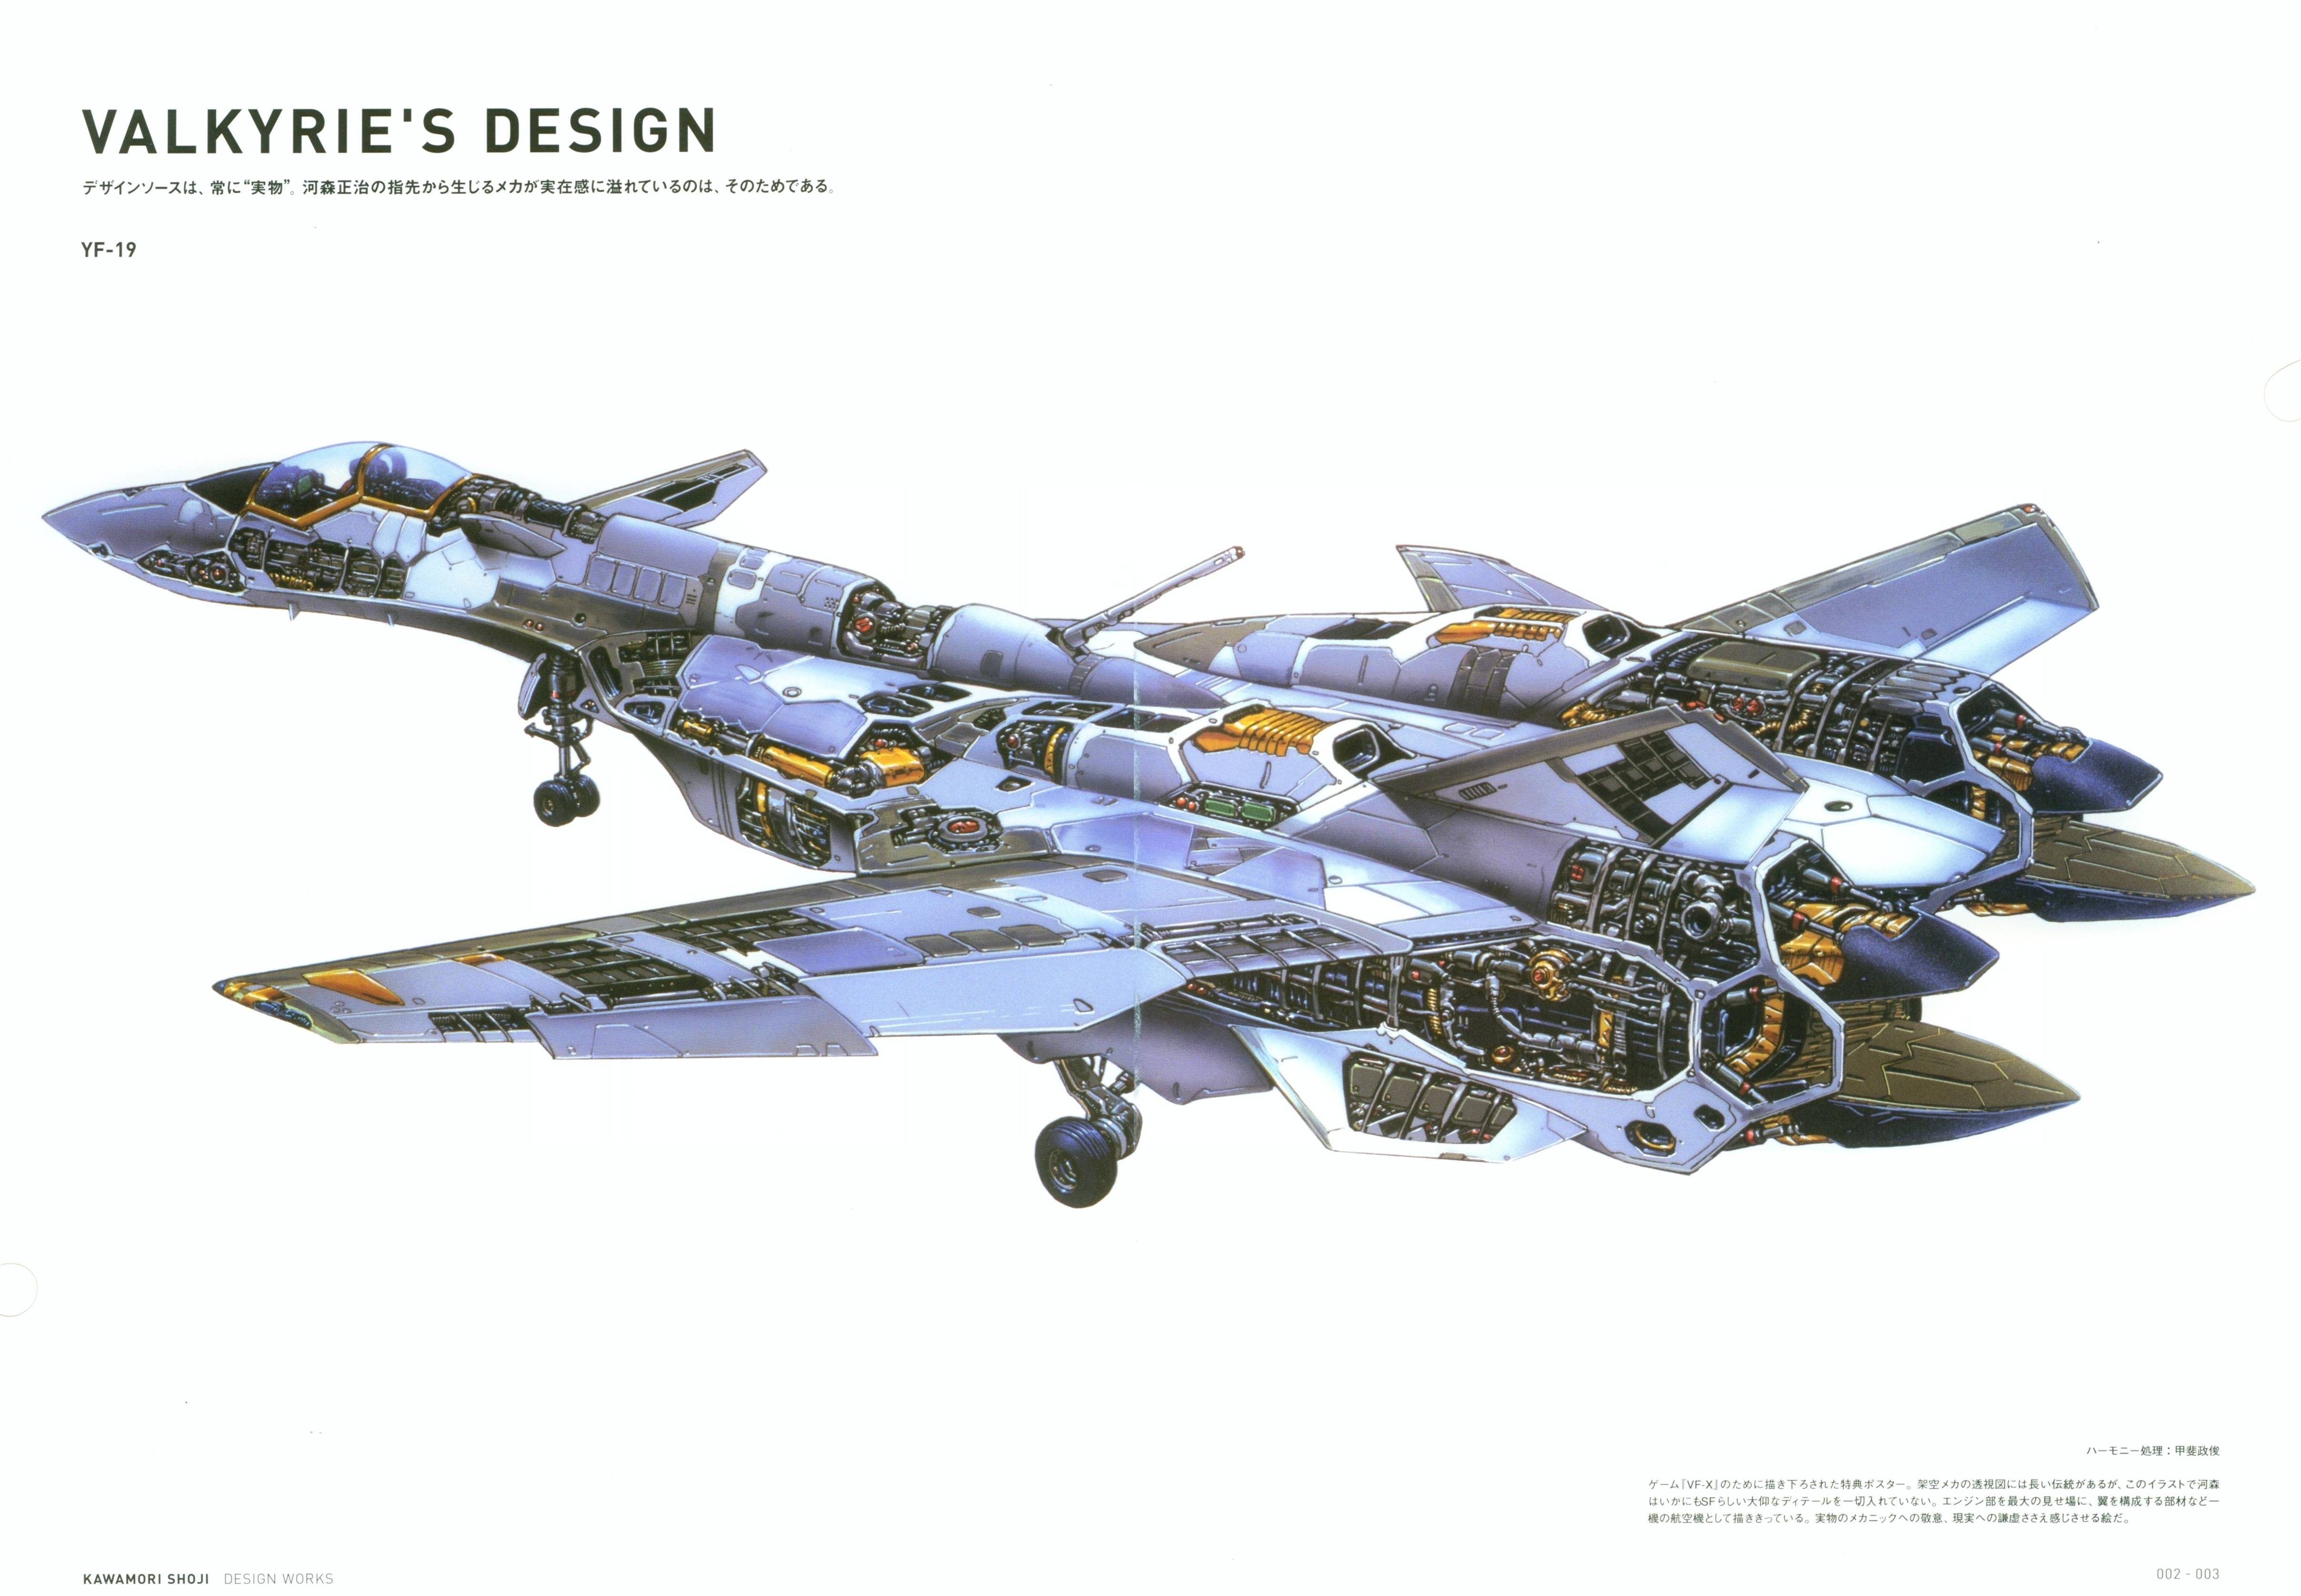 VALKYRIE'S DESIGN
デザインソースは、常に“実物”。河森正治の指先から生じるメカが実在感に溢れているのは、そのためである。
YF-19
ハーモニー処理：甲斐政俊
ゲーム『VF-X』のために描き下ろされた特典ポスター。架空メカの透視図には長い伝統があるが、このイラストで河森
はいかにもSFらしい大仰なディテールを一切入れていない。エンジン部を最大の見せ場に、翼を構成する部材など一
機の航空機として描ききっている。実物のメカニックへの敬意、現実への謙虚ささえ感じさせる絵だ。
KAWAMORI SHOJI DESIGN WORKS
002 - 003